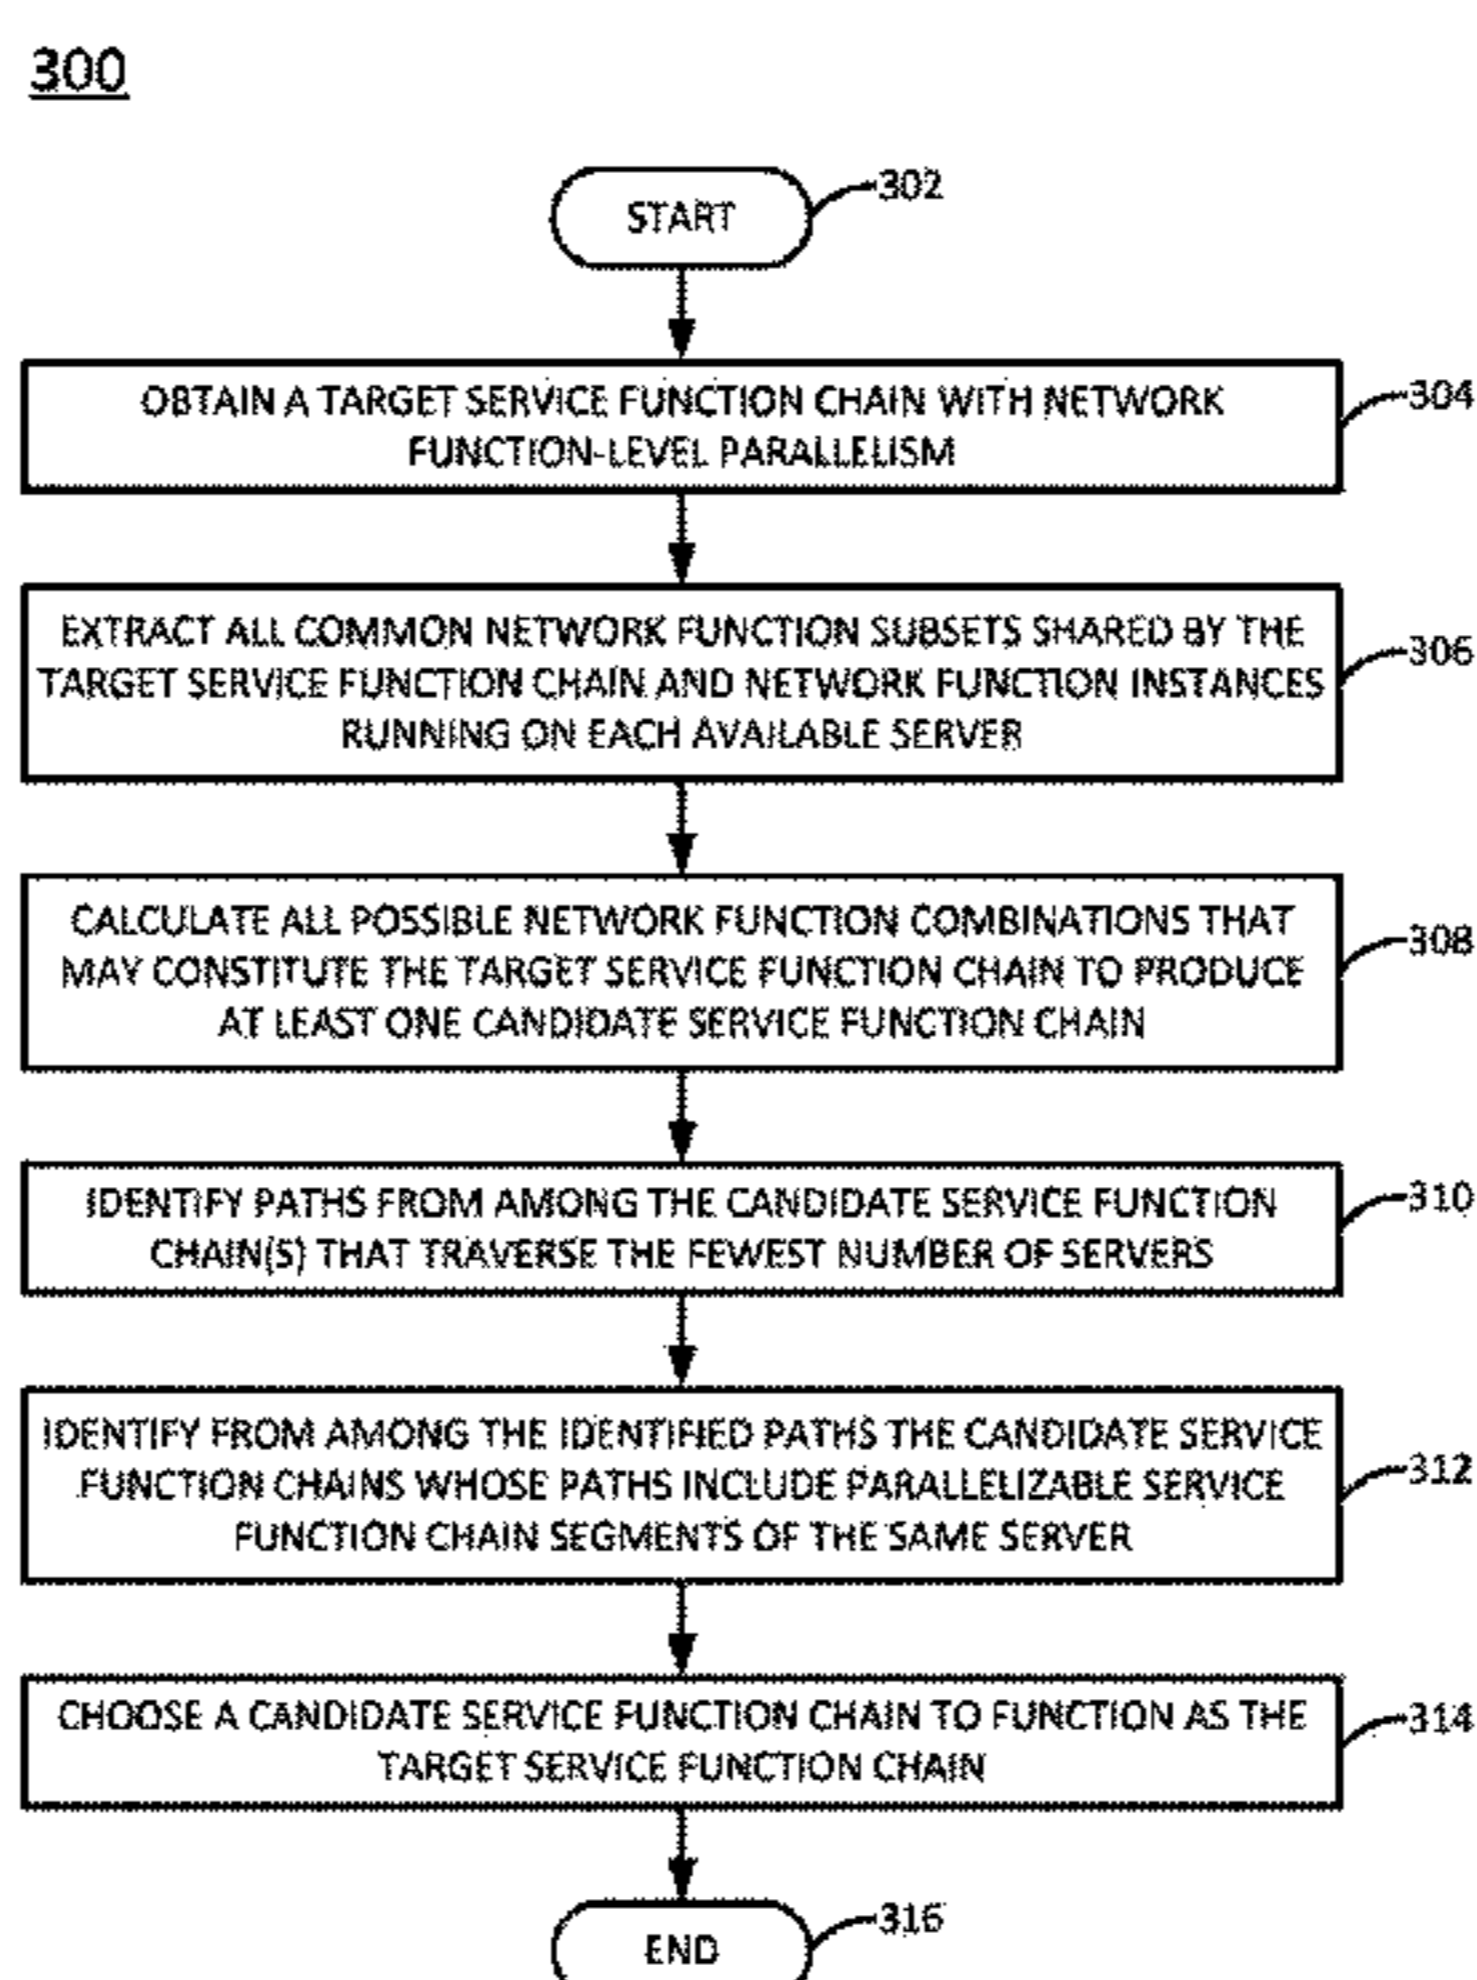 300
START
302
OBTAIN A TARGET SERVICE FUNCTION CHAIN WITH NETWORK
FUNCTION-LEVEL PARALLELISM
304
EXTRACT ALL COMMON NETWORK FUNCTION SUBSETS SHARED BY THE
TARGET SERVICE FUNCTION CHAIN AND NETWORK FUNCTION INSTANCES
RUNNING ON EACH AVAILABLE SERVER
306
CALCULATE ALL POSSIBLE NETWORK FUNCTION COMBINATIONS THAT
MAY CONSTITUTE THE TARGET SERVICE FUNCTION CHAIN TO PRODUCE
AT LEAST ONE CANDIDATE SERVICE FUNCTION CHAIN
308
IDENTIFY PATHS FROM AMONG THE CANDIDATE SERVICE FUNCTION
CHAIN(S) THAT TRAVERSE THE FEWEST NUMBER OF SERVERS
310
IDENTIFY FROM AMONG THE IDENTIFIED PATHS THE CANDIDATE SERVICE
FUNCTION CHAINS WHOSE PATHS INCLUDE PARALLELIZABLE SERVICE
FUNCTION CHAIN SEGMENTS OF THE SAME SERVER
312
CHOOSE A CANDIDATE SERVICE FUNCTION CHAIN TO FUNCTION AS THE
TARGET SERVICE FUNCTION CHAIN
314
END
316